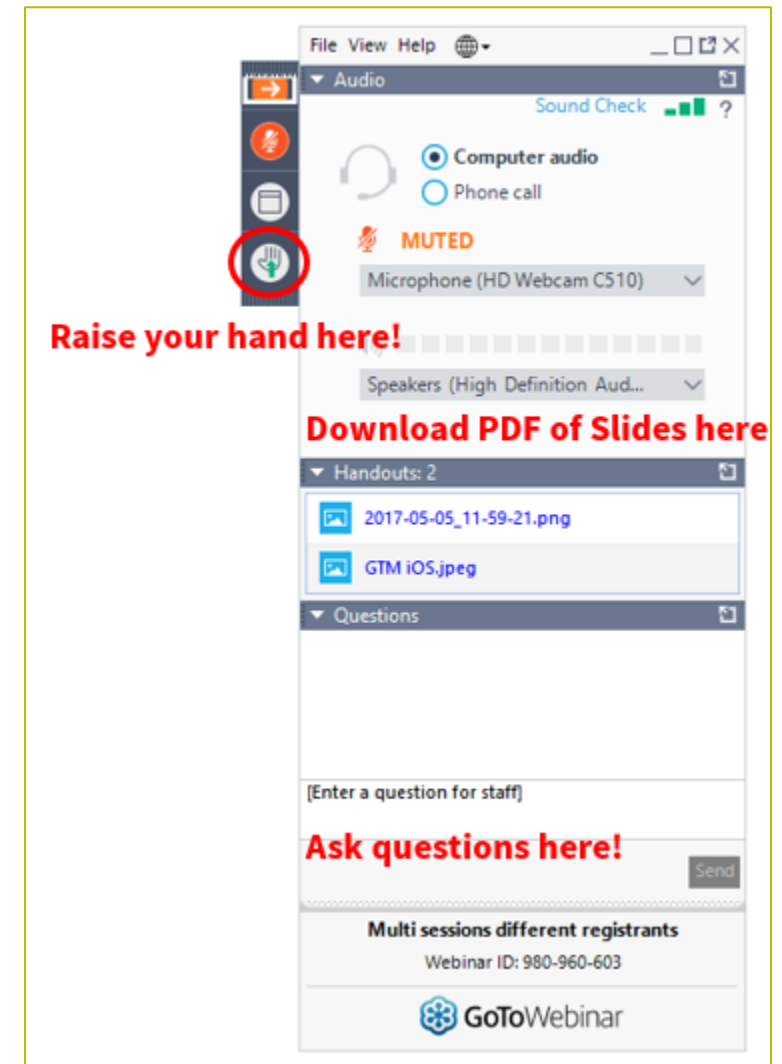 File View Help
Audio
Sound Check ?
Computer audio
Phone call
MUTED
Microphone (HD Webcam C510)
Raise your hand here!
Speakers (High Definition Aud...
Download PDF of Slides here
Handouts: 2
2017-05-05_11-59-21.png
GTM iOS.jpeg
Questions
[Enter a question for staff]
Ask questions here!
Send
Multi sessions different registrants
Webinar ID: 980-960-603
GoToWebinar